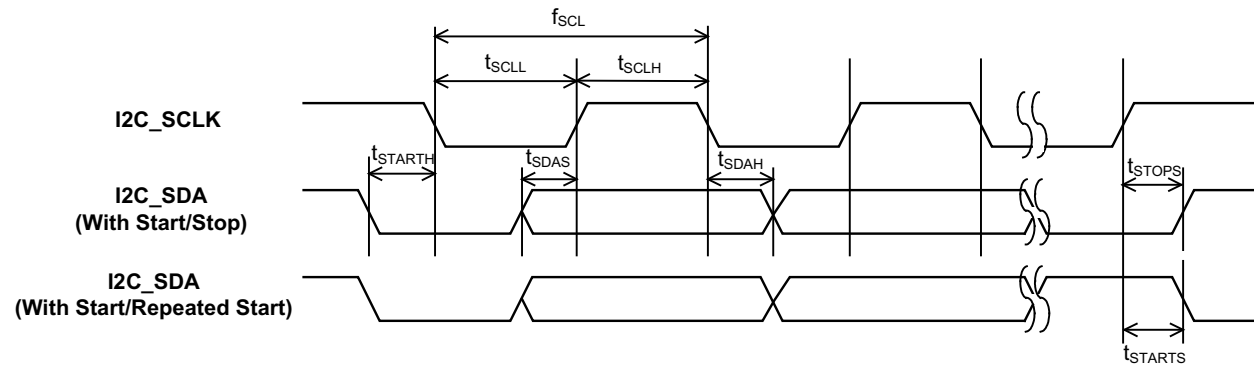 fSCL
tSCLL
tSCLH
I2C_SCLK
tSTARTH
tSDAS
tSDAH
tSTOPS
I2C_SDA
(With Start/Stop)
I2C_SDA
(With Start/Repeated Start)
tSTARTS